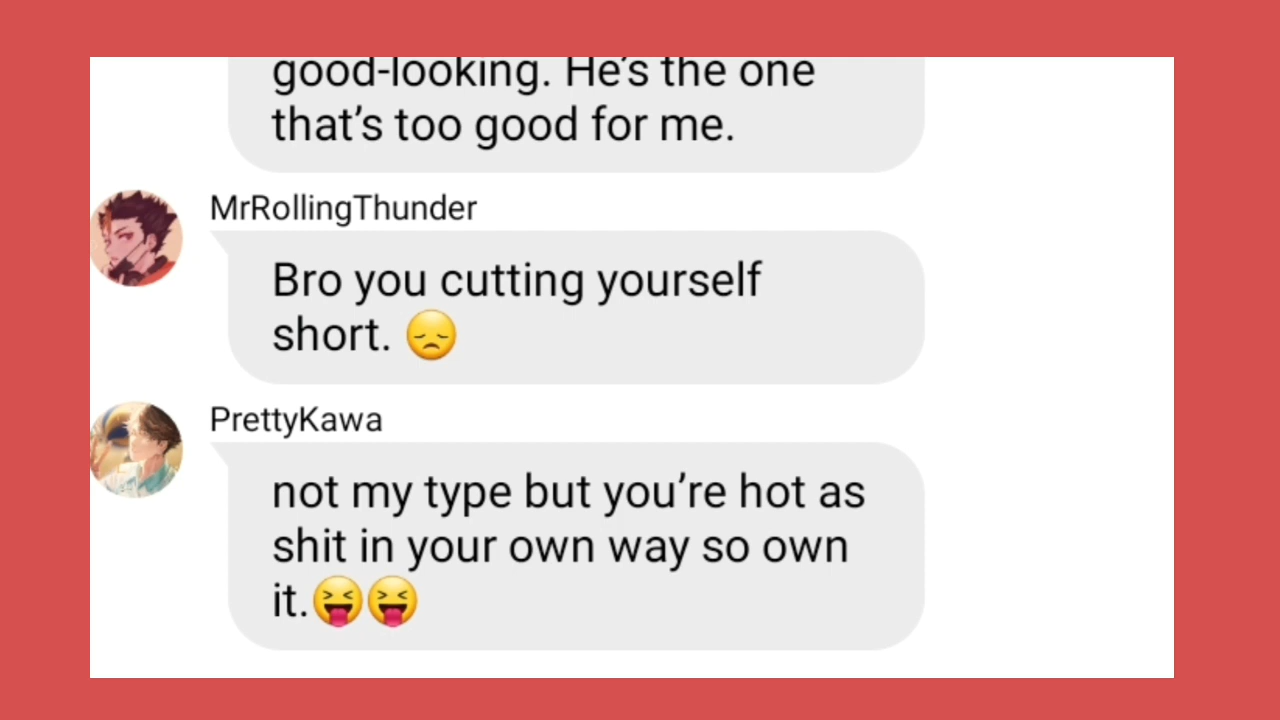 good-looking. He’s the one
that’s too good for me.
MrRollingThunder
Bro you cutting yourself
short. 😞
PrettyKawa
not my type but you’re hot as
shit in your own way so own
it.😝😝